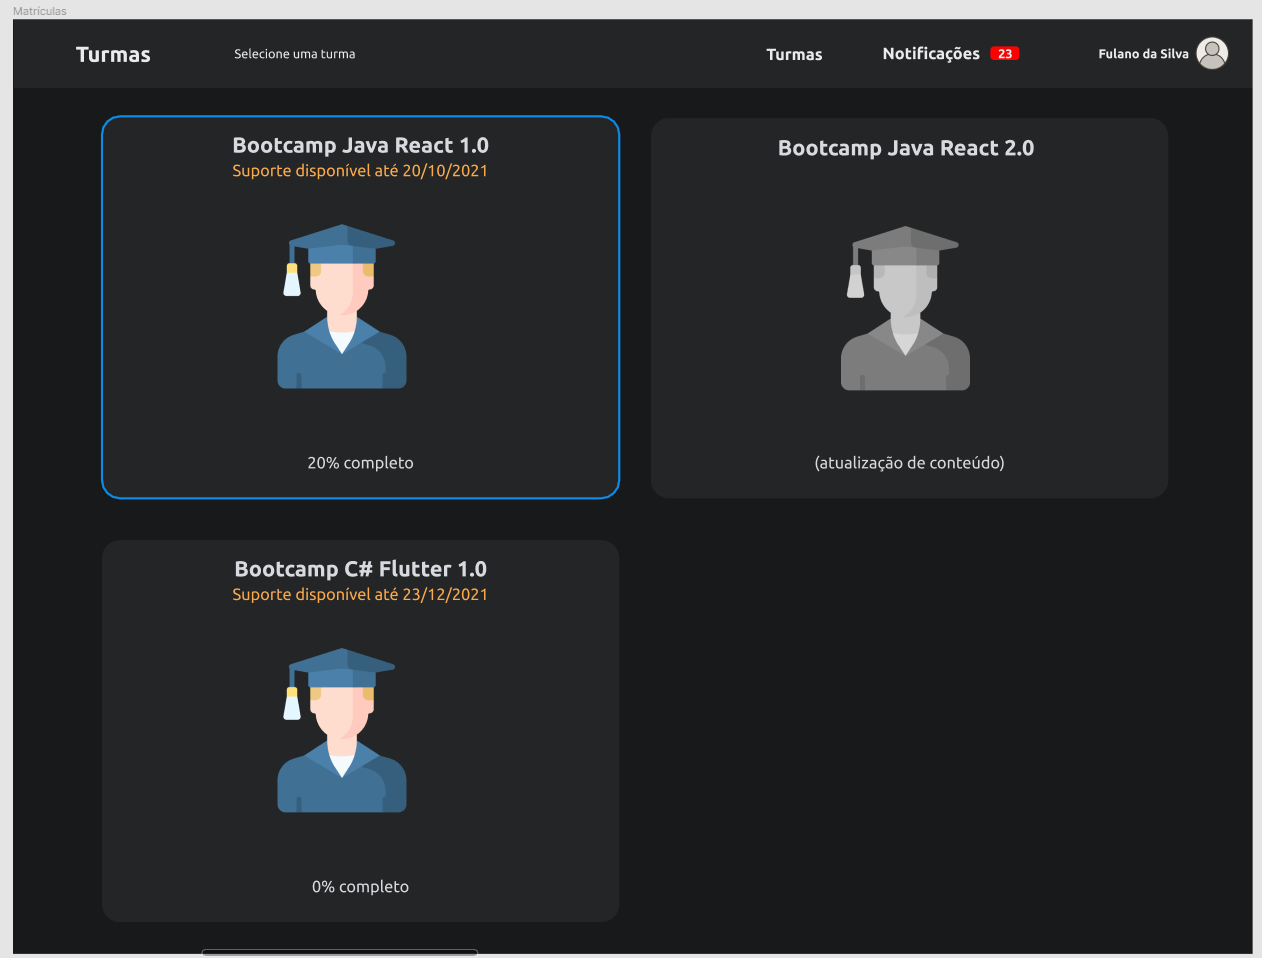 Matrículas
Turmas
Selecione uma turma
Turmas
Notificações 23
Fulano da Silva
Bootcamp Java React 1.0
Suporte disponível até 20/10/2021
20% completo
Bootcamp Java React 2.0
(atualização de conteúdo)
Bootcamp C# Flutter 1.0
Suporte disponível até 23/12/2021
0% completo